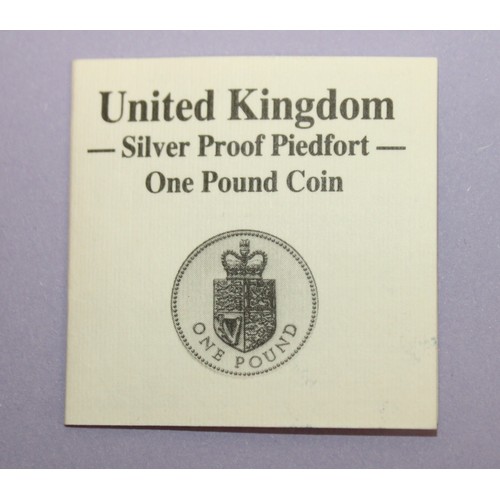 United Kingdom
— Silver Proof Piedfort —
One Pound Coin
ONE POUND